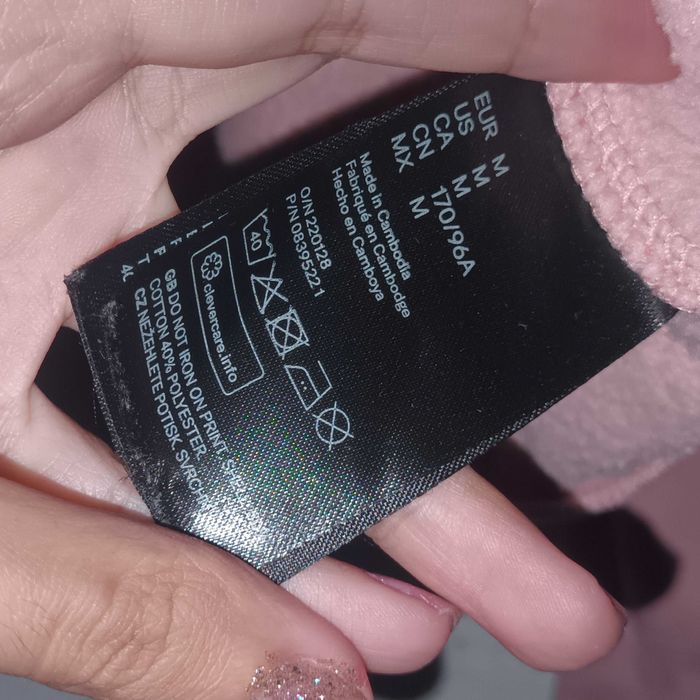 EUR M
US M
CA M
CN 170/96A
MX M
Made in Cambodia
Fabriqué en Cambodge
Hecho en Camboya
O/N 220128
P/N 08395221
40
clevercare.info
GB DO NOT IRON ON PRINT.
COTTON 40% POLYESTER
CZ NEŽEHLETE POTISK.